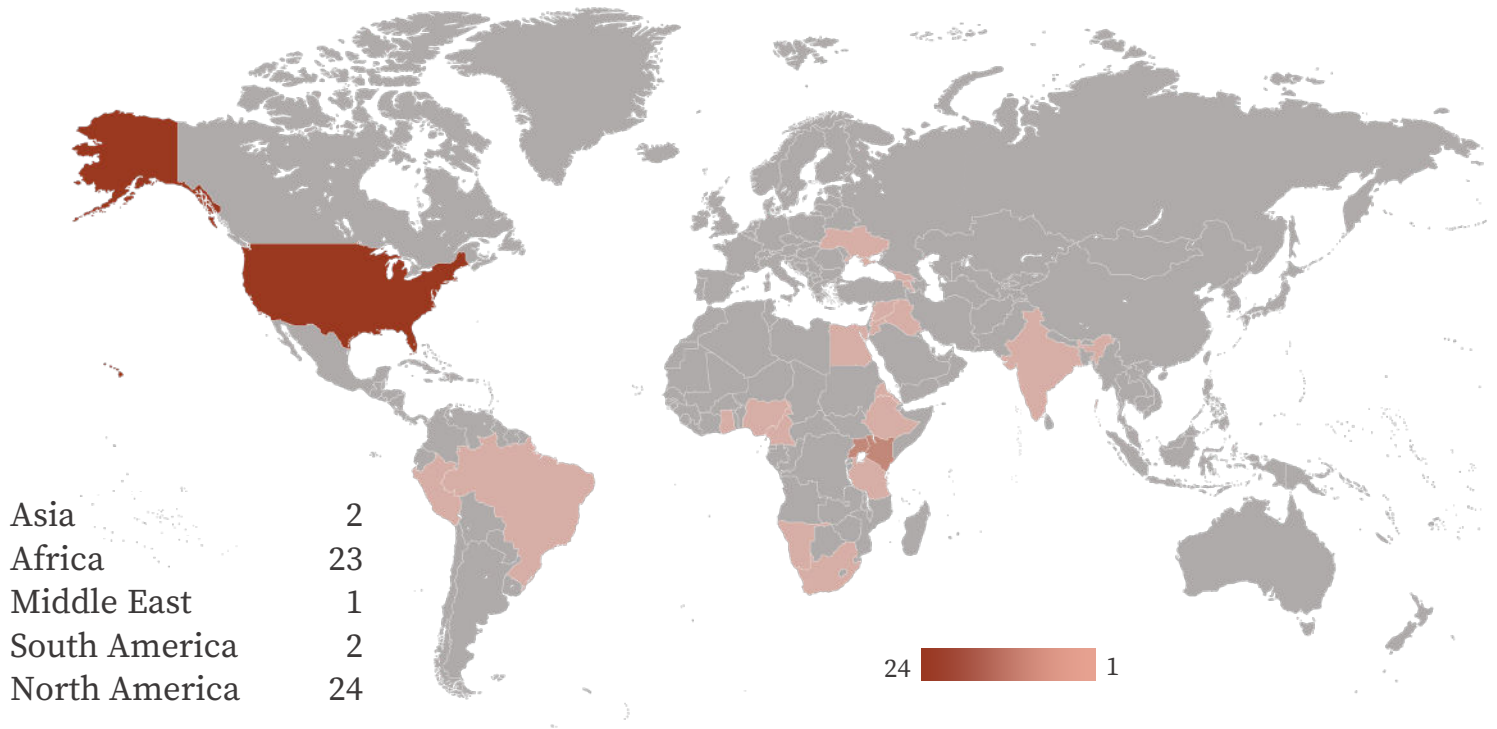 Asia 2
Africa 23
Middle East 1
South America 2
North America 24
24 1